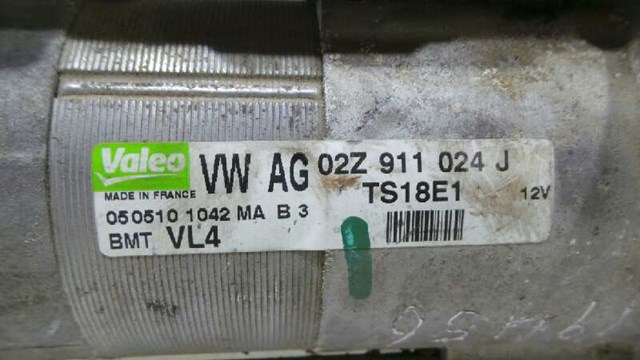 Valeo VW AG 02Z 911 024 J
MADE IN FRANCE TS18E1 12V
050510 1042 MA B 3
BMT VL4